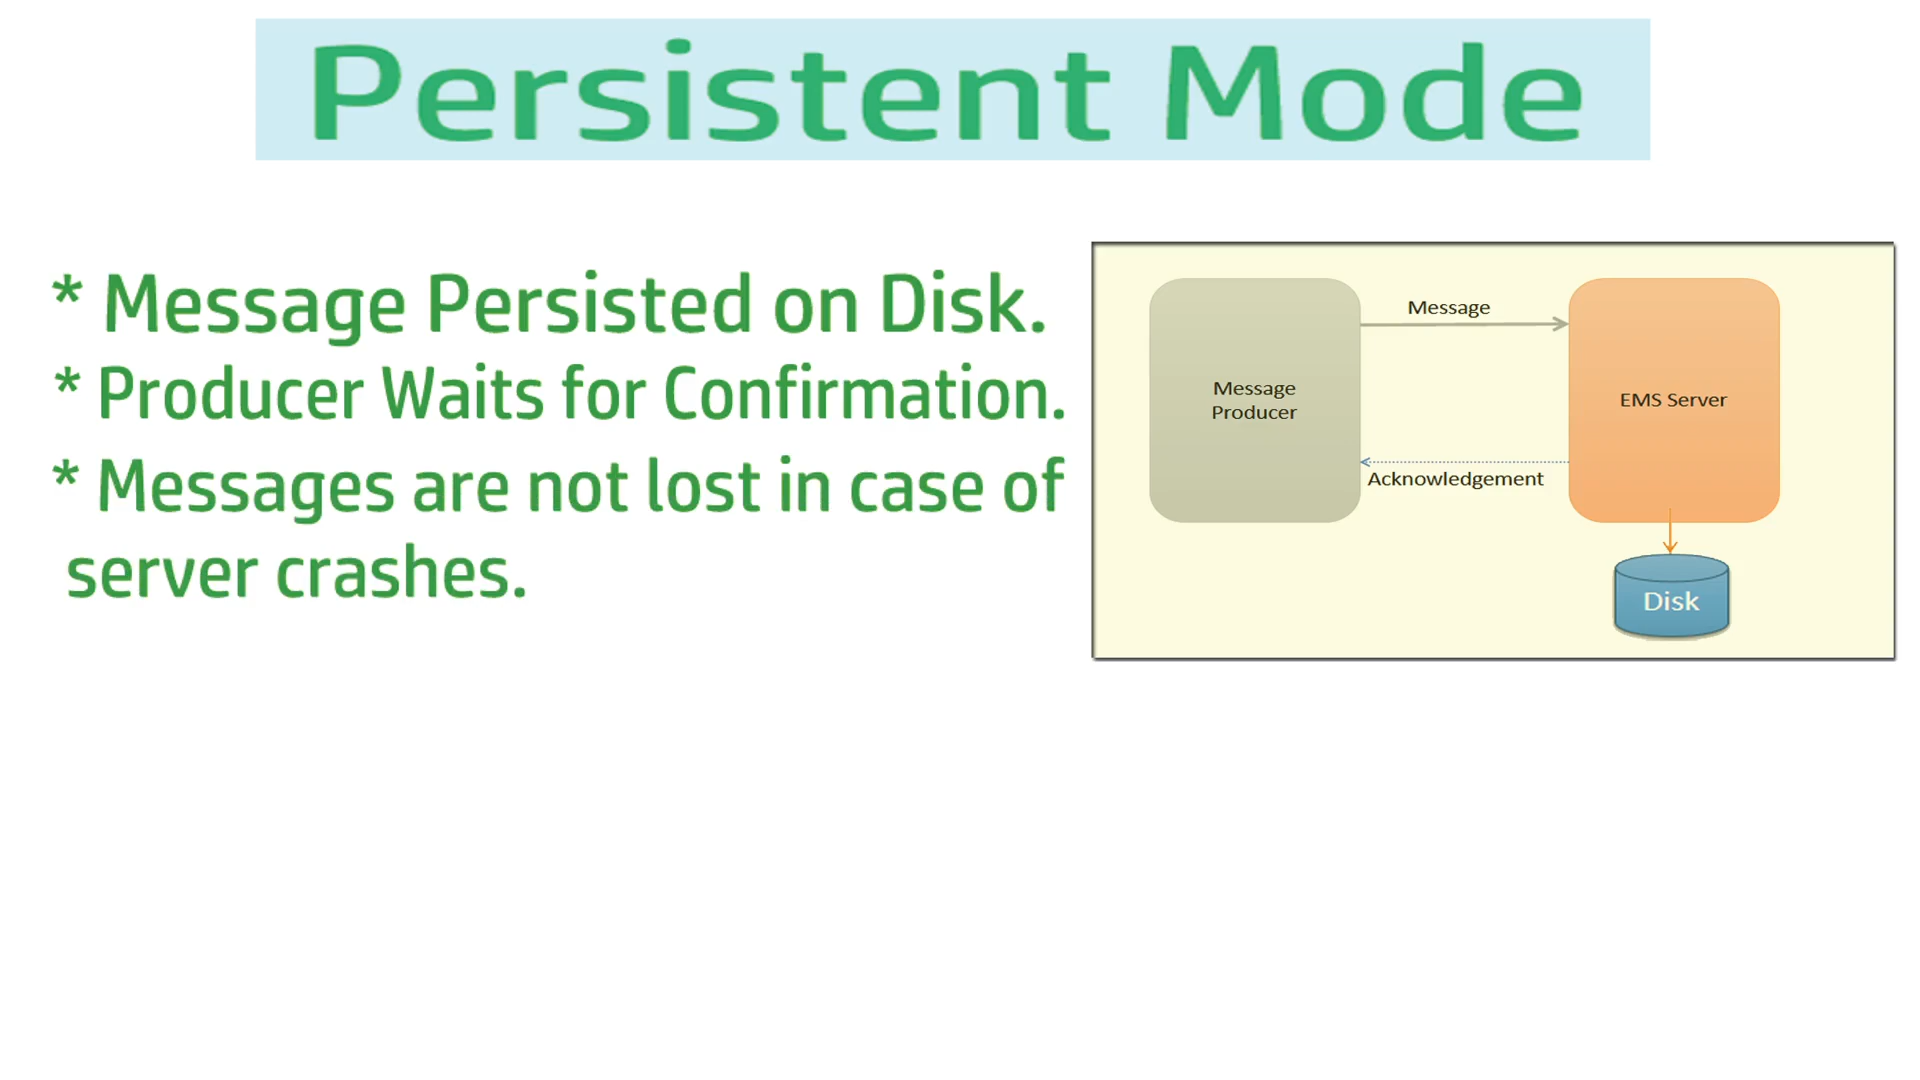 Persistent Mode
* Message Persisted on Disk.
* Producer Waits for Confirmation.
* Messages are not lost in case of
server crashes.
Message
Message
Producer
EMS Server
Acknowledgement
Disk